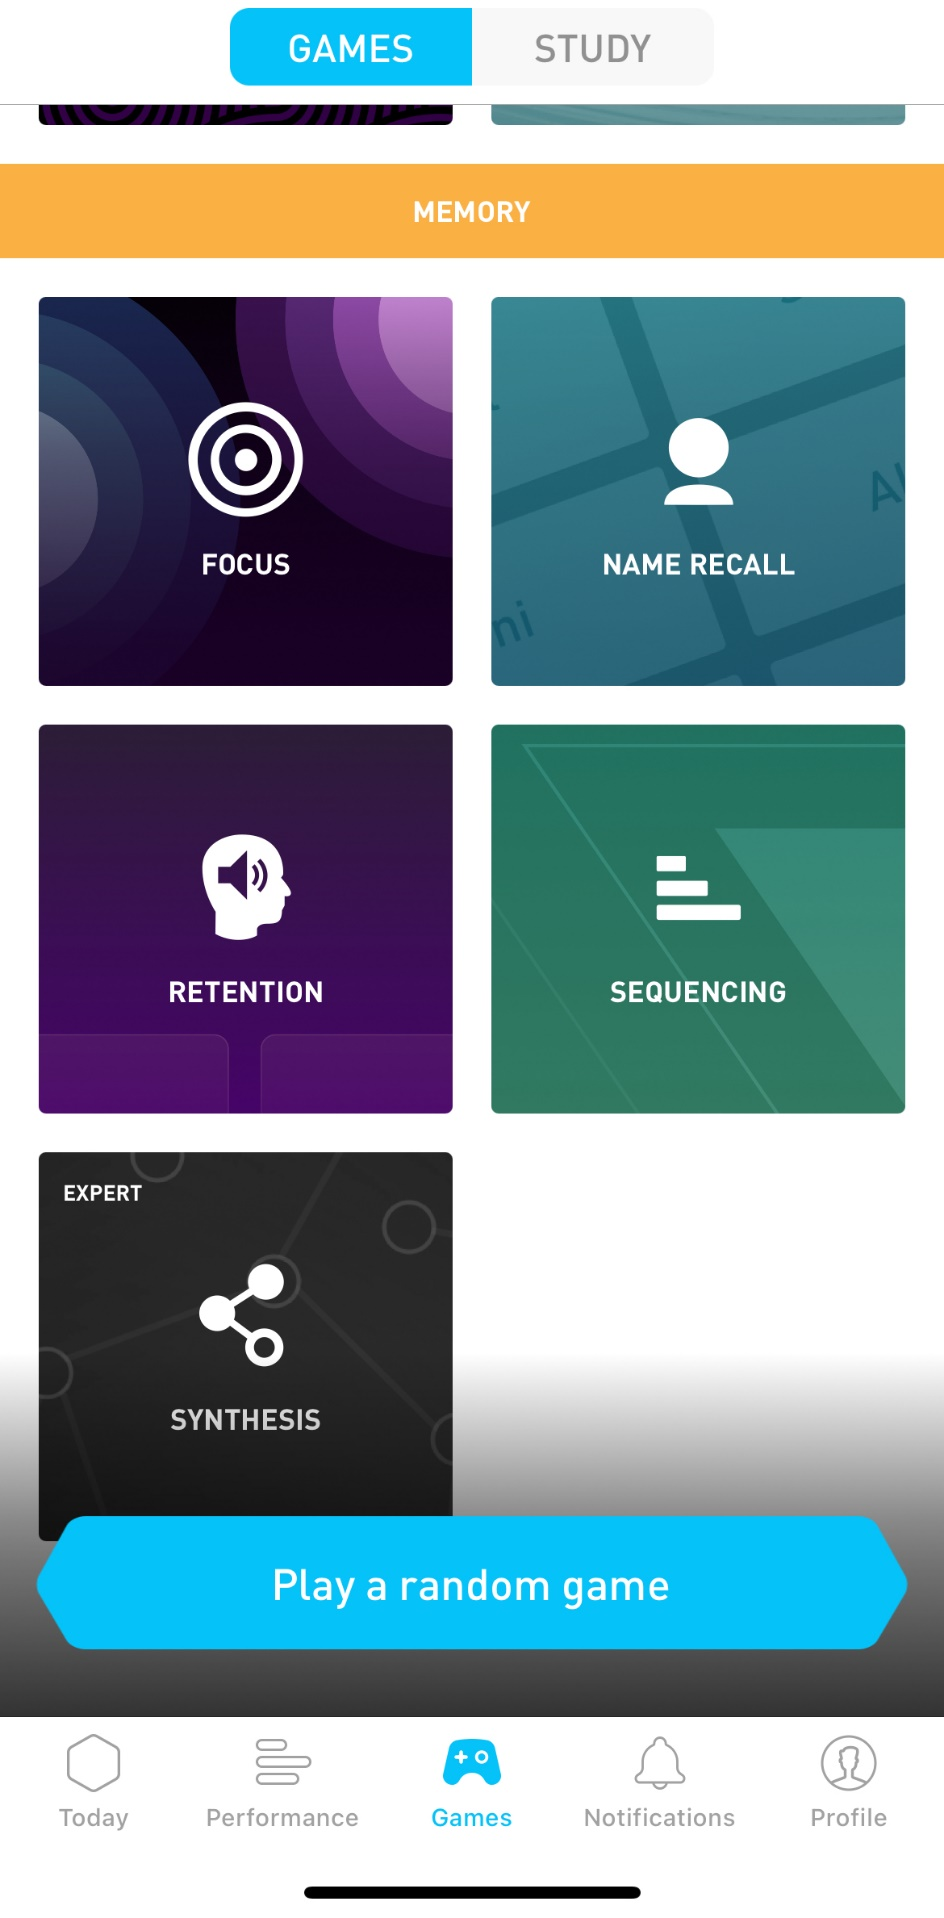 GAMES
STUDY
MEMORY
FOCUS
NAME RECALL
RETENTION
SEQUENCING
EXPERT
SYNTHESIS
Play a random game
Today
Performance
Games
Notifications
Profile